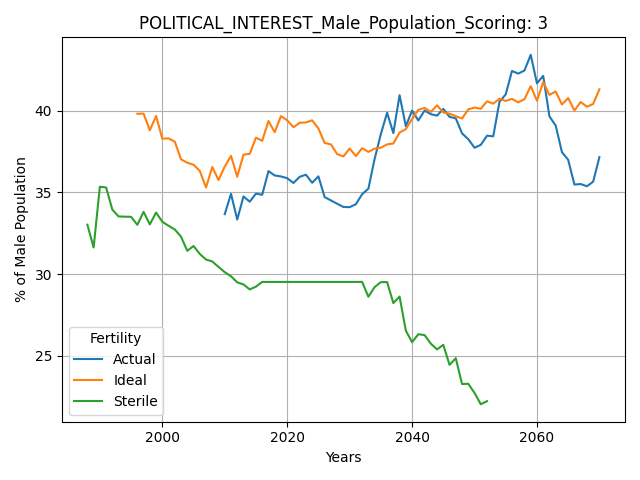 POLITICAL_INTEREST_Male_Population_Scoring: 3
% of Male Population
40
35
30
25
Fertility
Actual
Ideal
Sterile
2000 2020 2040 2060
Years